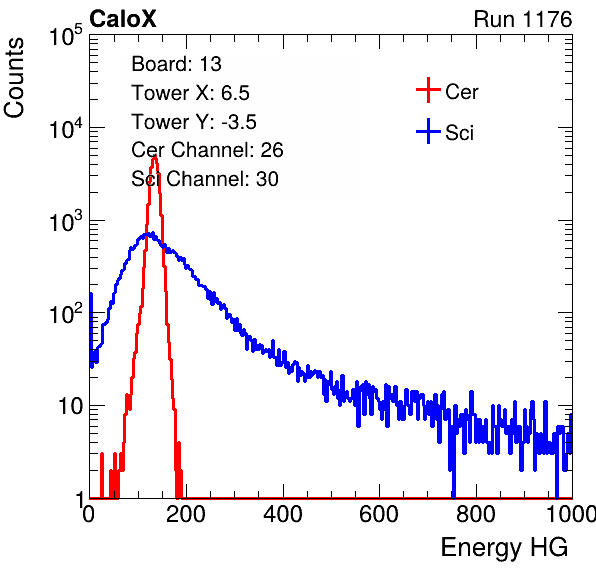 CaloX Run 1176
Counts
10^5
10^4
10^3
10^2
10
1
Board: 13
Tower X: 6.5
Tower Y: -3.5
Cer Channel: 26
Sci Channel: 30
Cer
Sci
0 200 400 600 800 1000
Energy HG